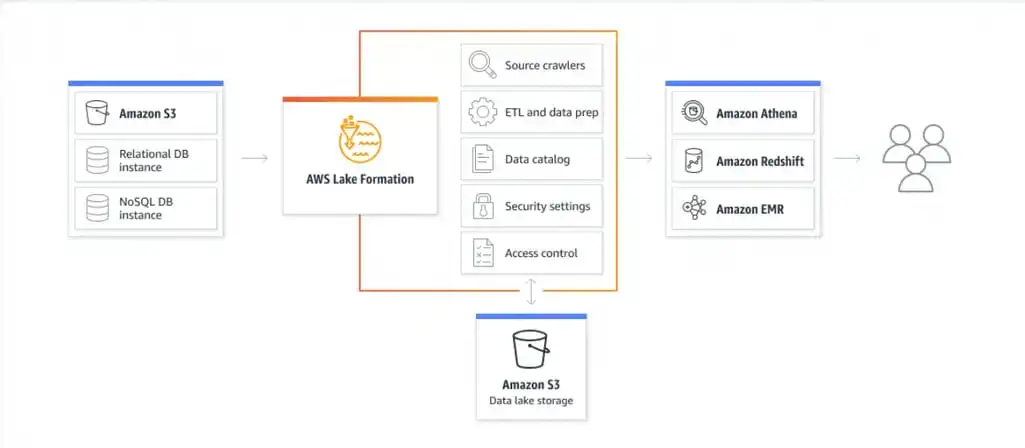 Amazon S3
Relational DB
instance
NoSQL DB
instance
AWS Lake Formation
Source crawlers
ETL and data prep
Data catalog
Security settings
Access control
Amazon S3
Data lake storage
Amazon Athena
Amazon Redshift
Amazon EMR